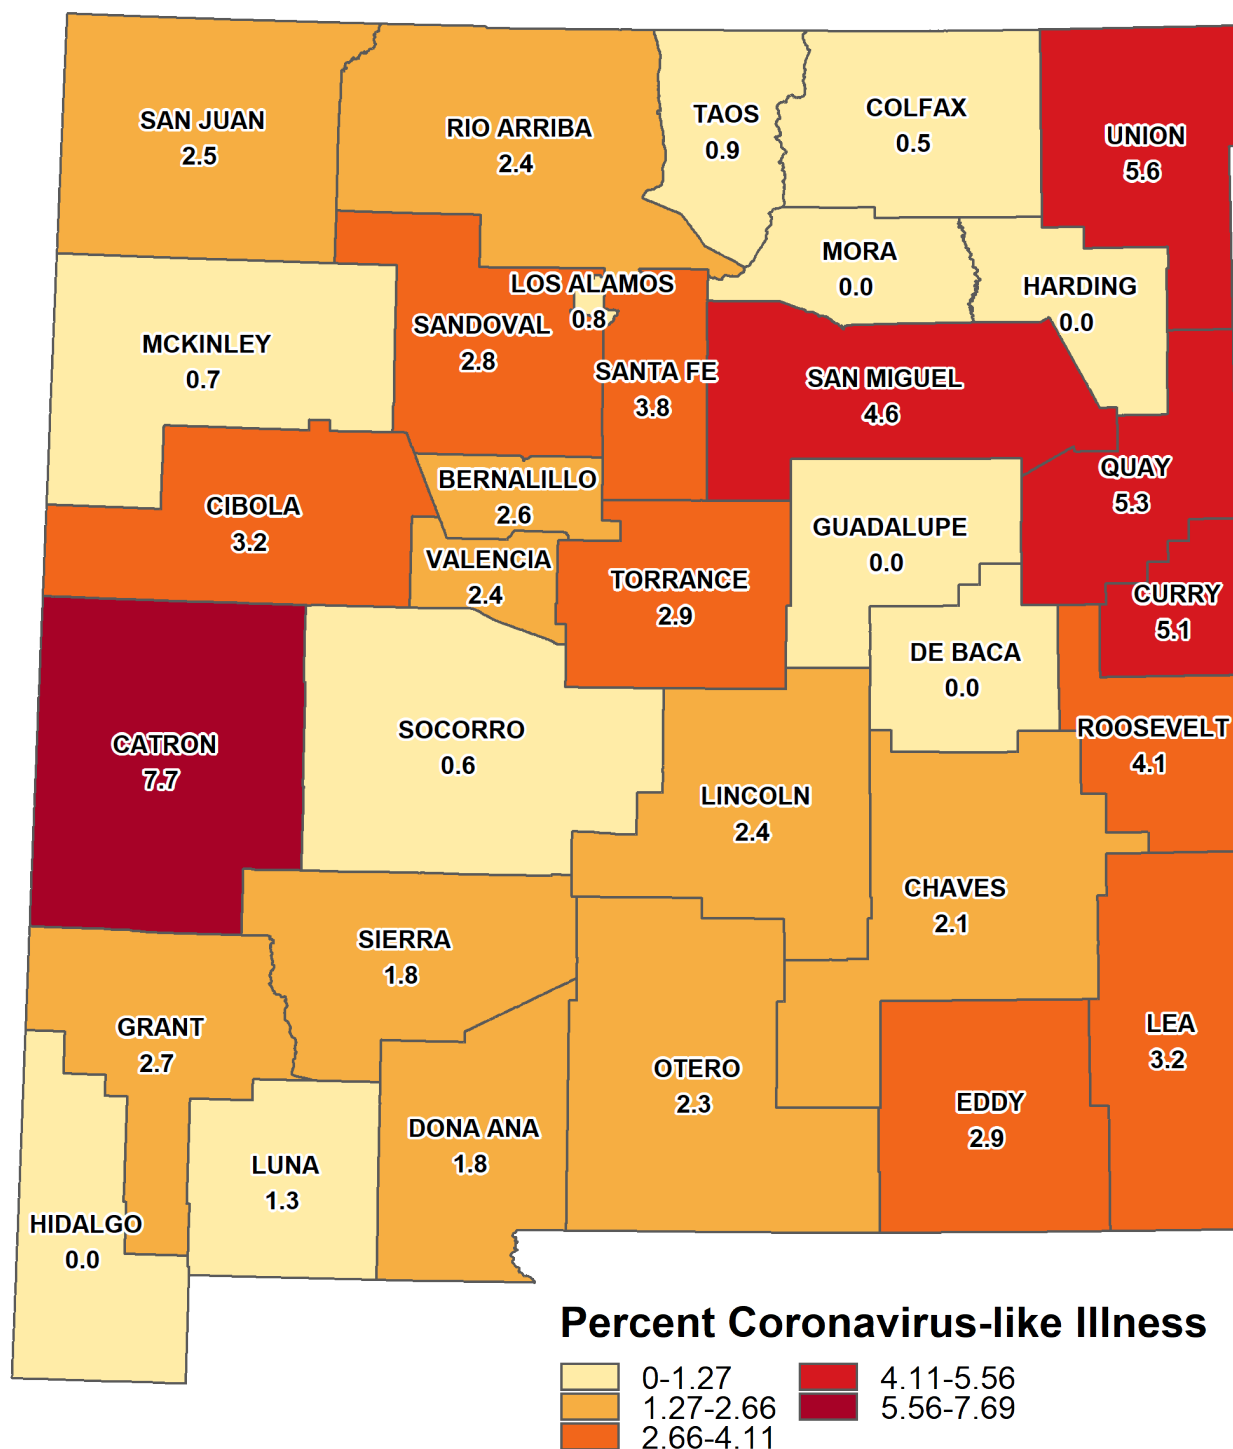 SAN JUAN
2.5
RIO ARRIBA
2.4
TAOS
0.9
COLFAX
0.5
UNION
5.6
MORA
0.0
HARDING
0.0
LOS ALAMOS
0.8
SANDOVAL
2.8
MCKINLEY
0.7
SANTA FE
3.8
SAN MIGUEL
4.6
QUAY
5.3
BERNALILLO
2.6
CIBOLA
3.2
GUADALUPE
0.0
VALENCIA
2.4
TORRANCE
2.9
CURRY
5.1
DE BACA
0.0
CATRON
7.7
SOCORRO
0.6
ROOSEVELT
4.1
LINCOLN
2.4
CHAVES
2.1
SIERRA
1.8
GRANT
2.7
LEA
3.2
OTERO
2.3
EDDY
2.9
DONA ANA
1.8
LUNA
1.3
HIDALGO
0.0
Percent Coronavirus-like Illness
0-1.27
1.27-2.66
2.66-4.11
4.11-5.56
5.56-7.69